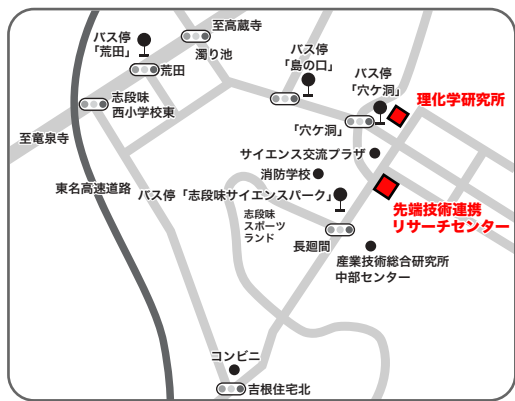 至高蔵寺
バス停
「荒田」
濁り池
荒田
バス停
「島の口」
バス停
「穴ケ洞」
理化学研究所
志段味
西小学校東
「穴ケ洞」
至竜泉寺
サイエンス交流プラザ
消防学校
東名高速道路
バス停「志段味サイエンスパーク」
先端技術連携
リサーチセンター
志段味
スポーツ
ランド
長廻間
産業技術総合研究所
中部センター
コンビニ
吉根住宅北